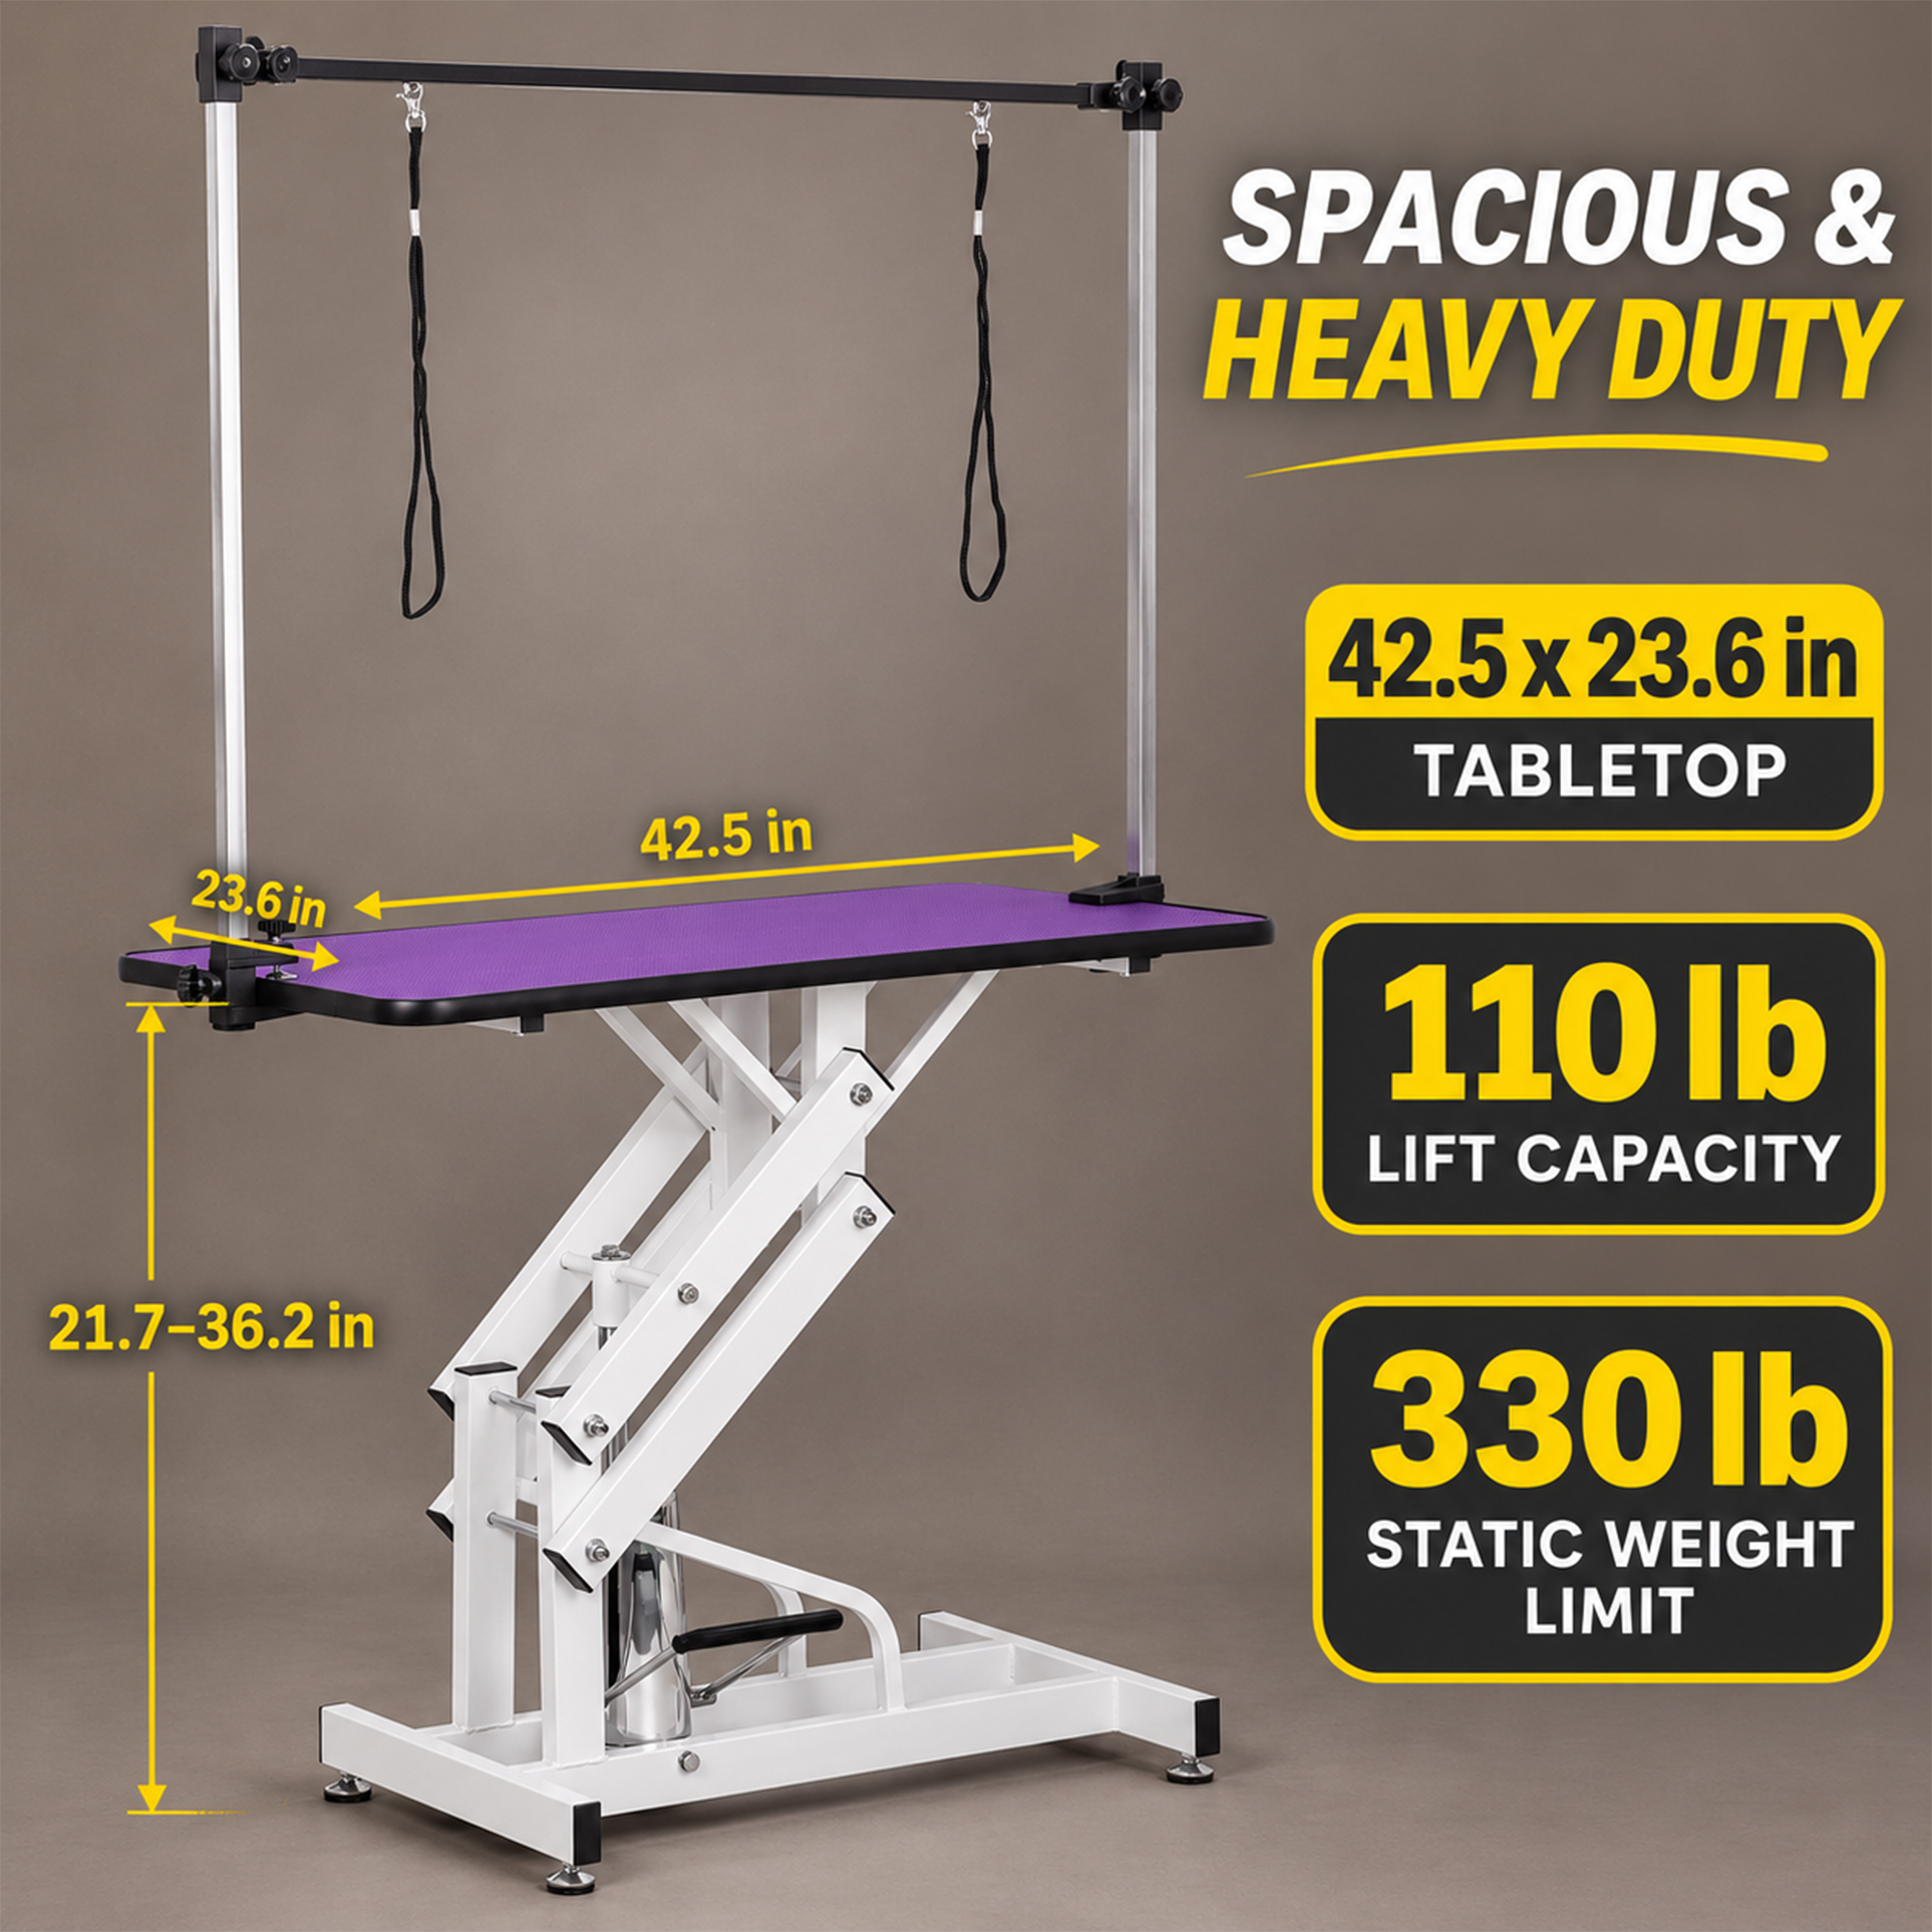 SPACIOUS &
HEAVY DUTY
42.5 x 23.6 in
TABLETOP
42.5 in
23.6 in
110 lb
LIFT CAPACITY
21.7–36.2 in
330 lb
STATIC WEIGHT
LIMIT